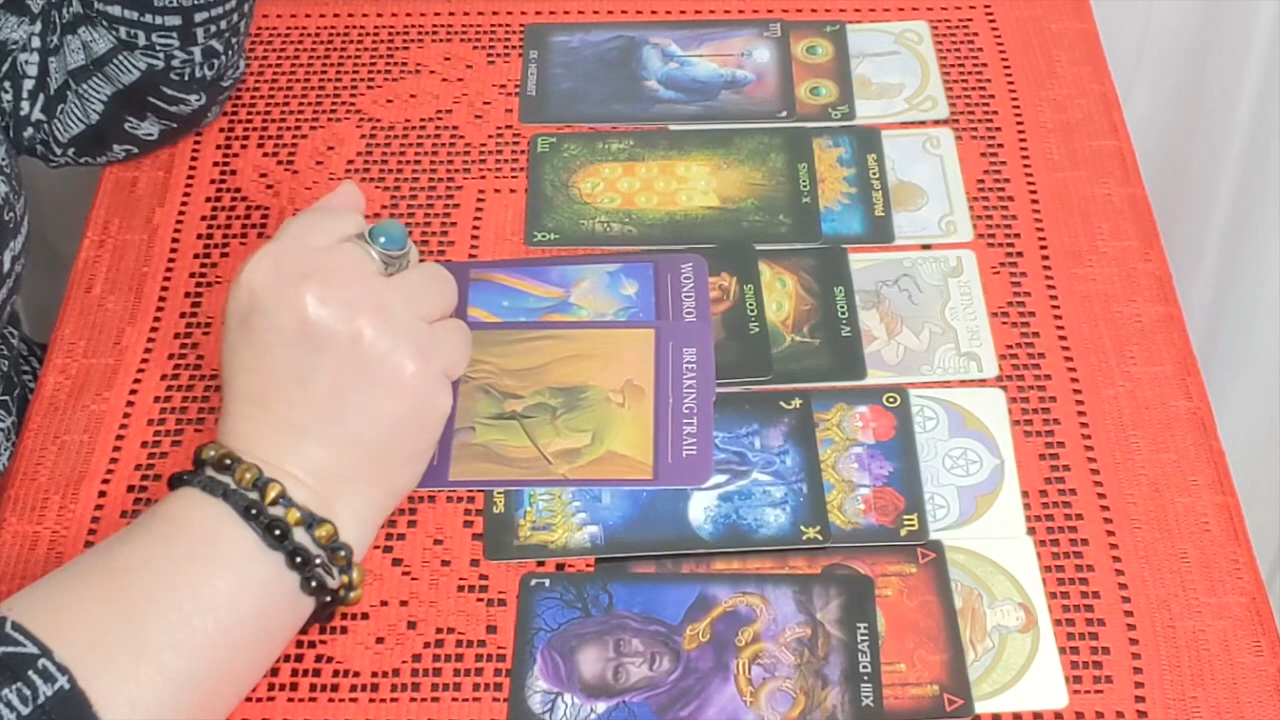 IX · HERMIT
X · COINS
PAGE of CUPS
WONDRO
VI · COINS
IV · COINS
XVI
THE TOWER
BREAKING TRAIL
UPS
XIII · DEATH
tra